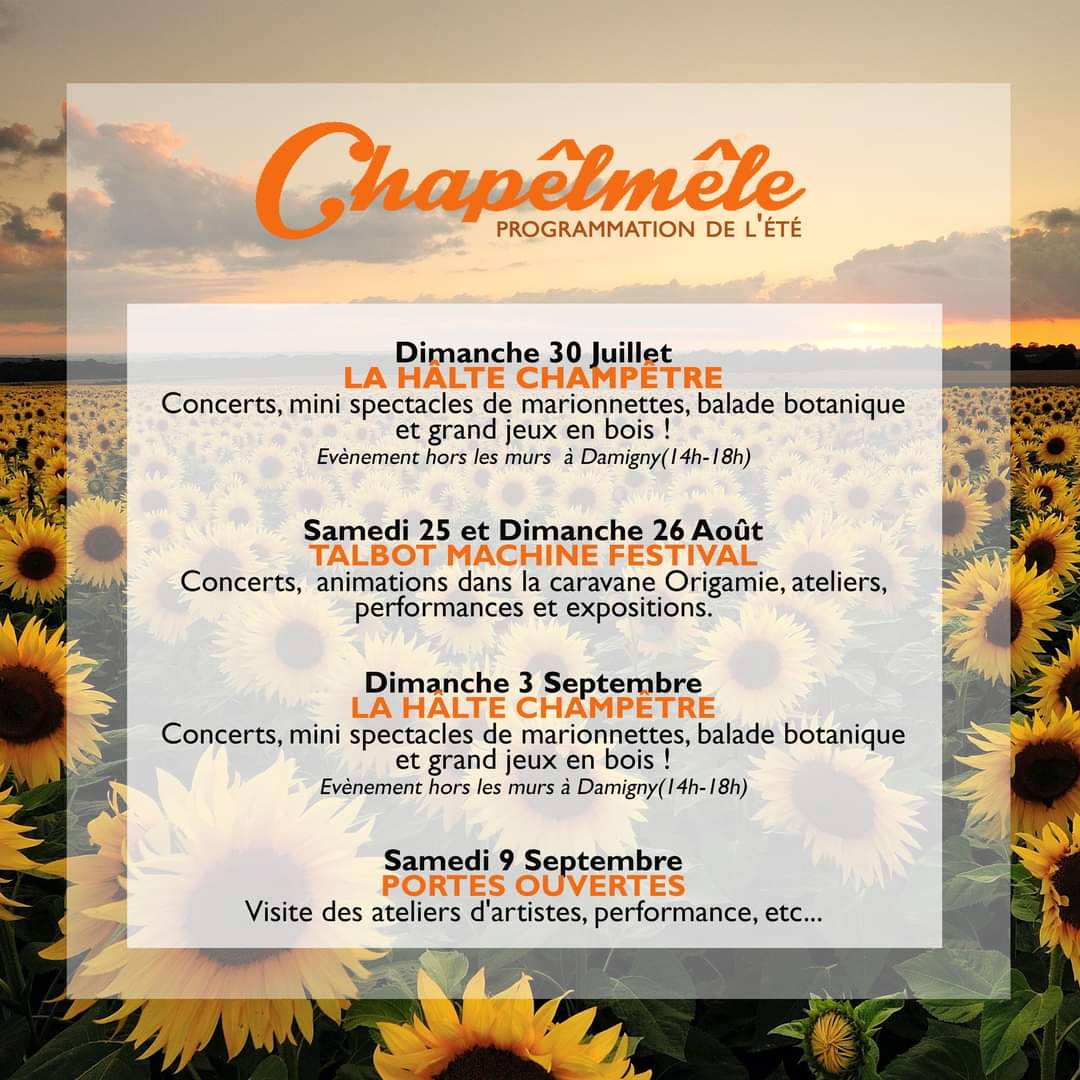 Chapêlmêle
PROGRAMMATION DE L'ÉTÉ
Dimanche 30 Juillet
LA HÂLTE CHAMPÊTRE
Concerts, mini spectacles de marionnettes, balade botanique
et grand jeux en bois !
Evènement hors les murs à Damigny(14h-18h)
Samedi 25 et Dimanche 26 Août
TALBOT MACHINE FESTIVAL
Concerts, animations dans la caravane Origamie, ateliers,
performances et expositions.
Dimanche 3 Septembre
LA HÂLTE CHAMPÊTRE
Concerts, mini spectacles de marionnettes, balade botanique
et grand jeux en bois !
Evènement hors les murs à Damigny(14h-18h)
Samedi 9 Septembre
PORTES OUVERTES
Visite des ateliers d'artistes, performance, etc...